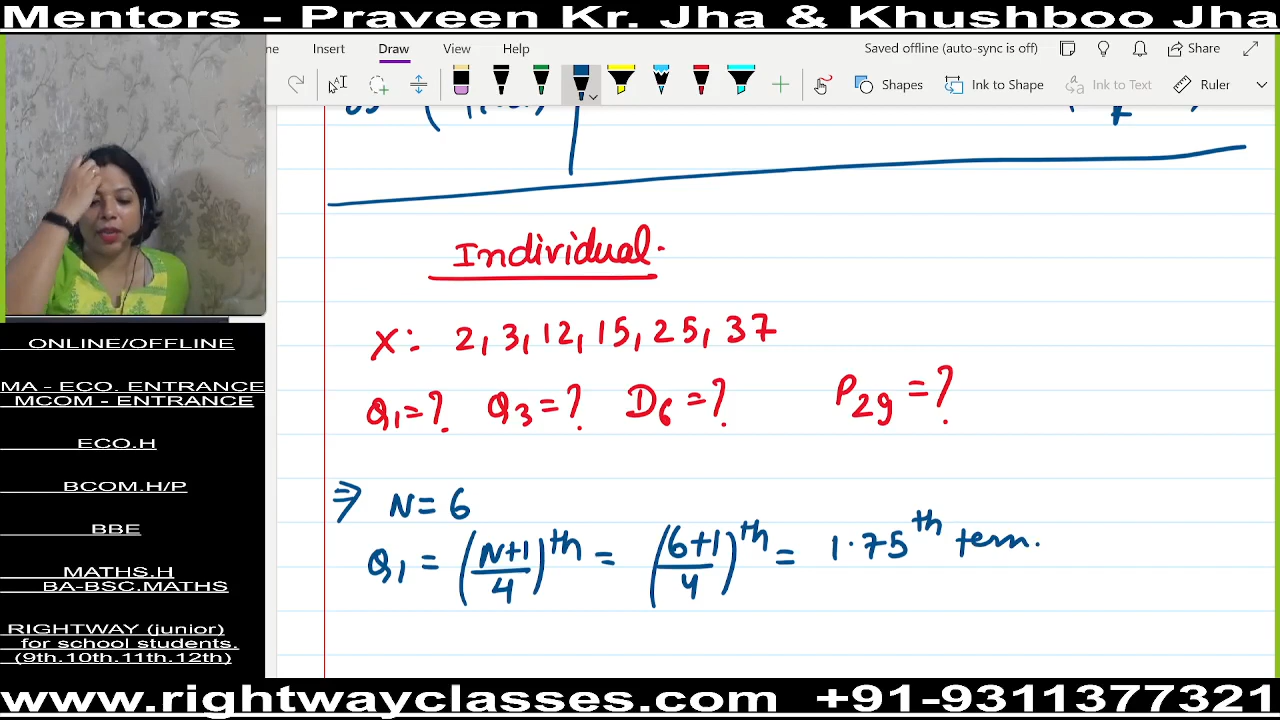 Mentors - Praveen Kr. Jha & Khushboo Jha
Insert Draw View Help
Saved offline (auto-sync is off) Share
Shapes Ink to Shape Ink to Text Ruler
Individual.
X: 2, 3, 12, 15, 25, 37
Q1=? Q3=? D6=? P29=?
⇒ N= 6
Q1 = (N+1/4)th = (6+1/4)th = 1.75th term.
ONLINE/OFFLINE
MA - ECO. ENTRANCE
MCOM - ENTRANCE
ECO.H
BCOM.H/P
BBE
MATHS.H
BA-BSC.MATHS
RIGHTWAY (junior)
for school students.
(9th.10th.11th.12th)
www.rightwayclasses.com +91-9311377321